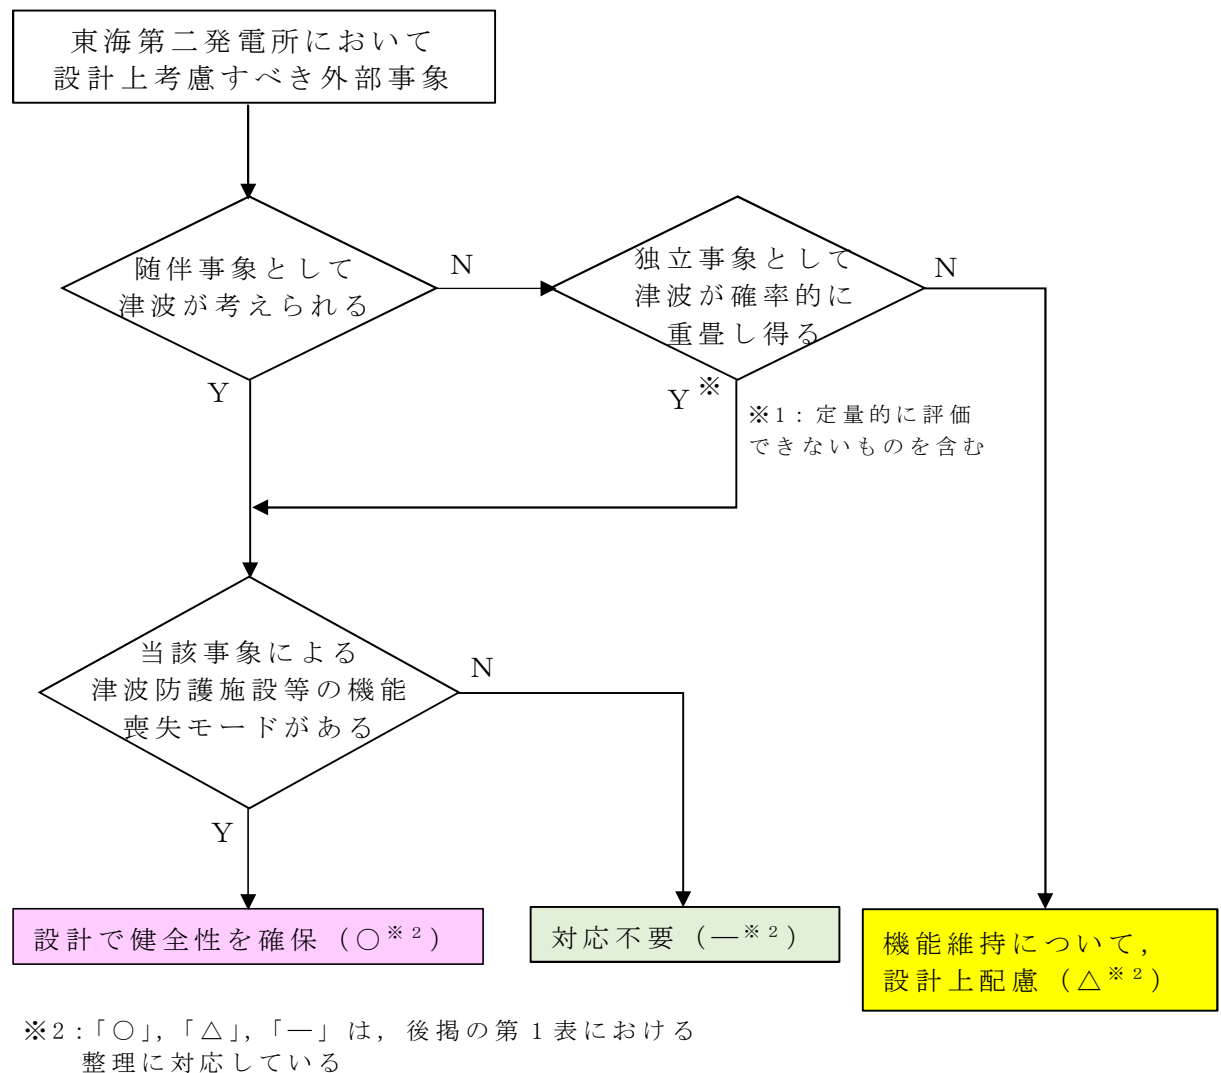 東海第二発電所において
設計上考慮すべき外部事象
随伴事象として
津波が考えられる
N
独立事象として
津波が確率的に
重畳し得る
N
Y
Y※
※1：定量的に評価
できないものを含む
当該事象による
津波防護施設等の機能
喪失モードがある
N
Y
設計で健全性を確保（○※２）
対応不要（―※２）
機能維持について，
設計上配慮（△※２）
※2：「○」，「△」，「―」は，後掲の第1表における
整理に対応している